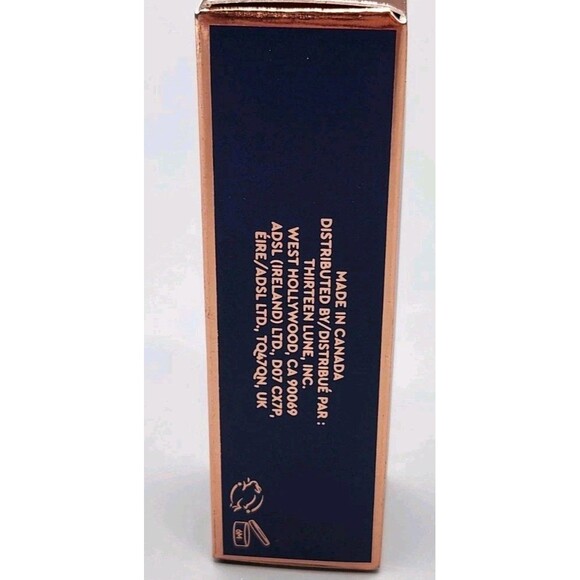 MADE IN CANADA
DISTRIBUTED BY/DISTRIBUÉ PAR :
THIRTEEN LUNE, INC.
WEST HOLLYWOOD, CA 90069
ADSL (IRELAND) LTD., D07 CX7P,
ÉIRE/ADSL LTD., TQ47QN, UK